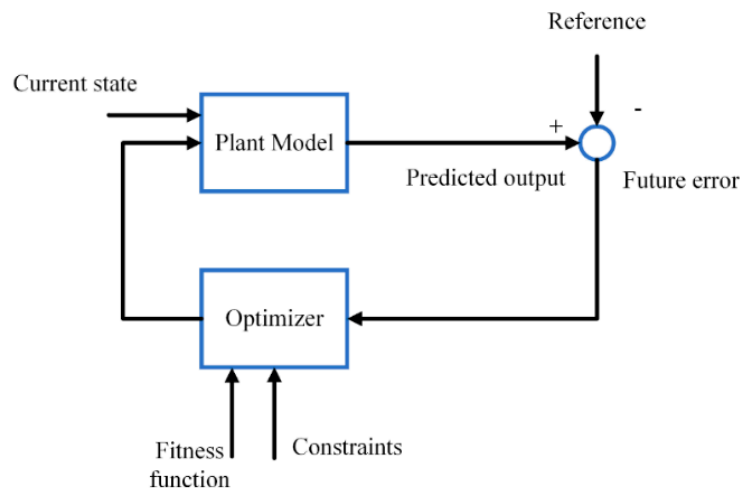 Reference
Current state
-
+
Plant Model
Predicted output
Future error
Optimizer
Fitness
function
Constraints